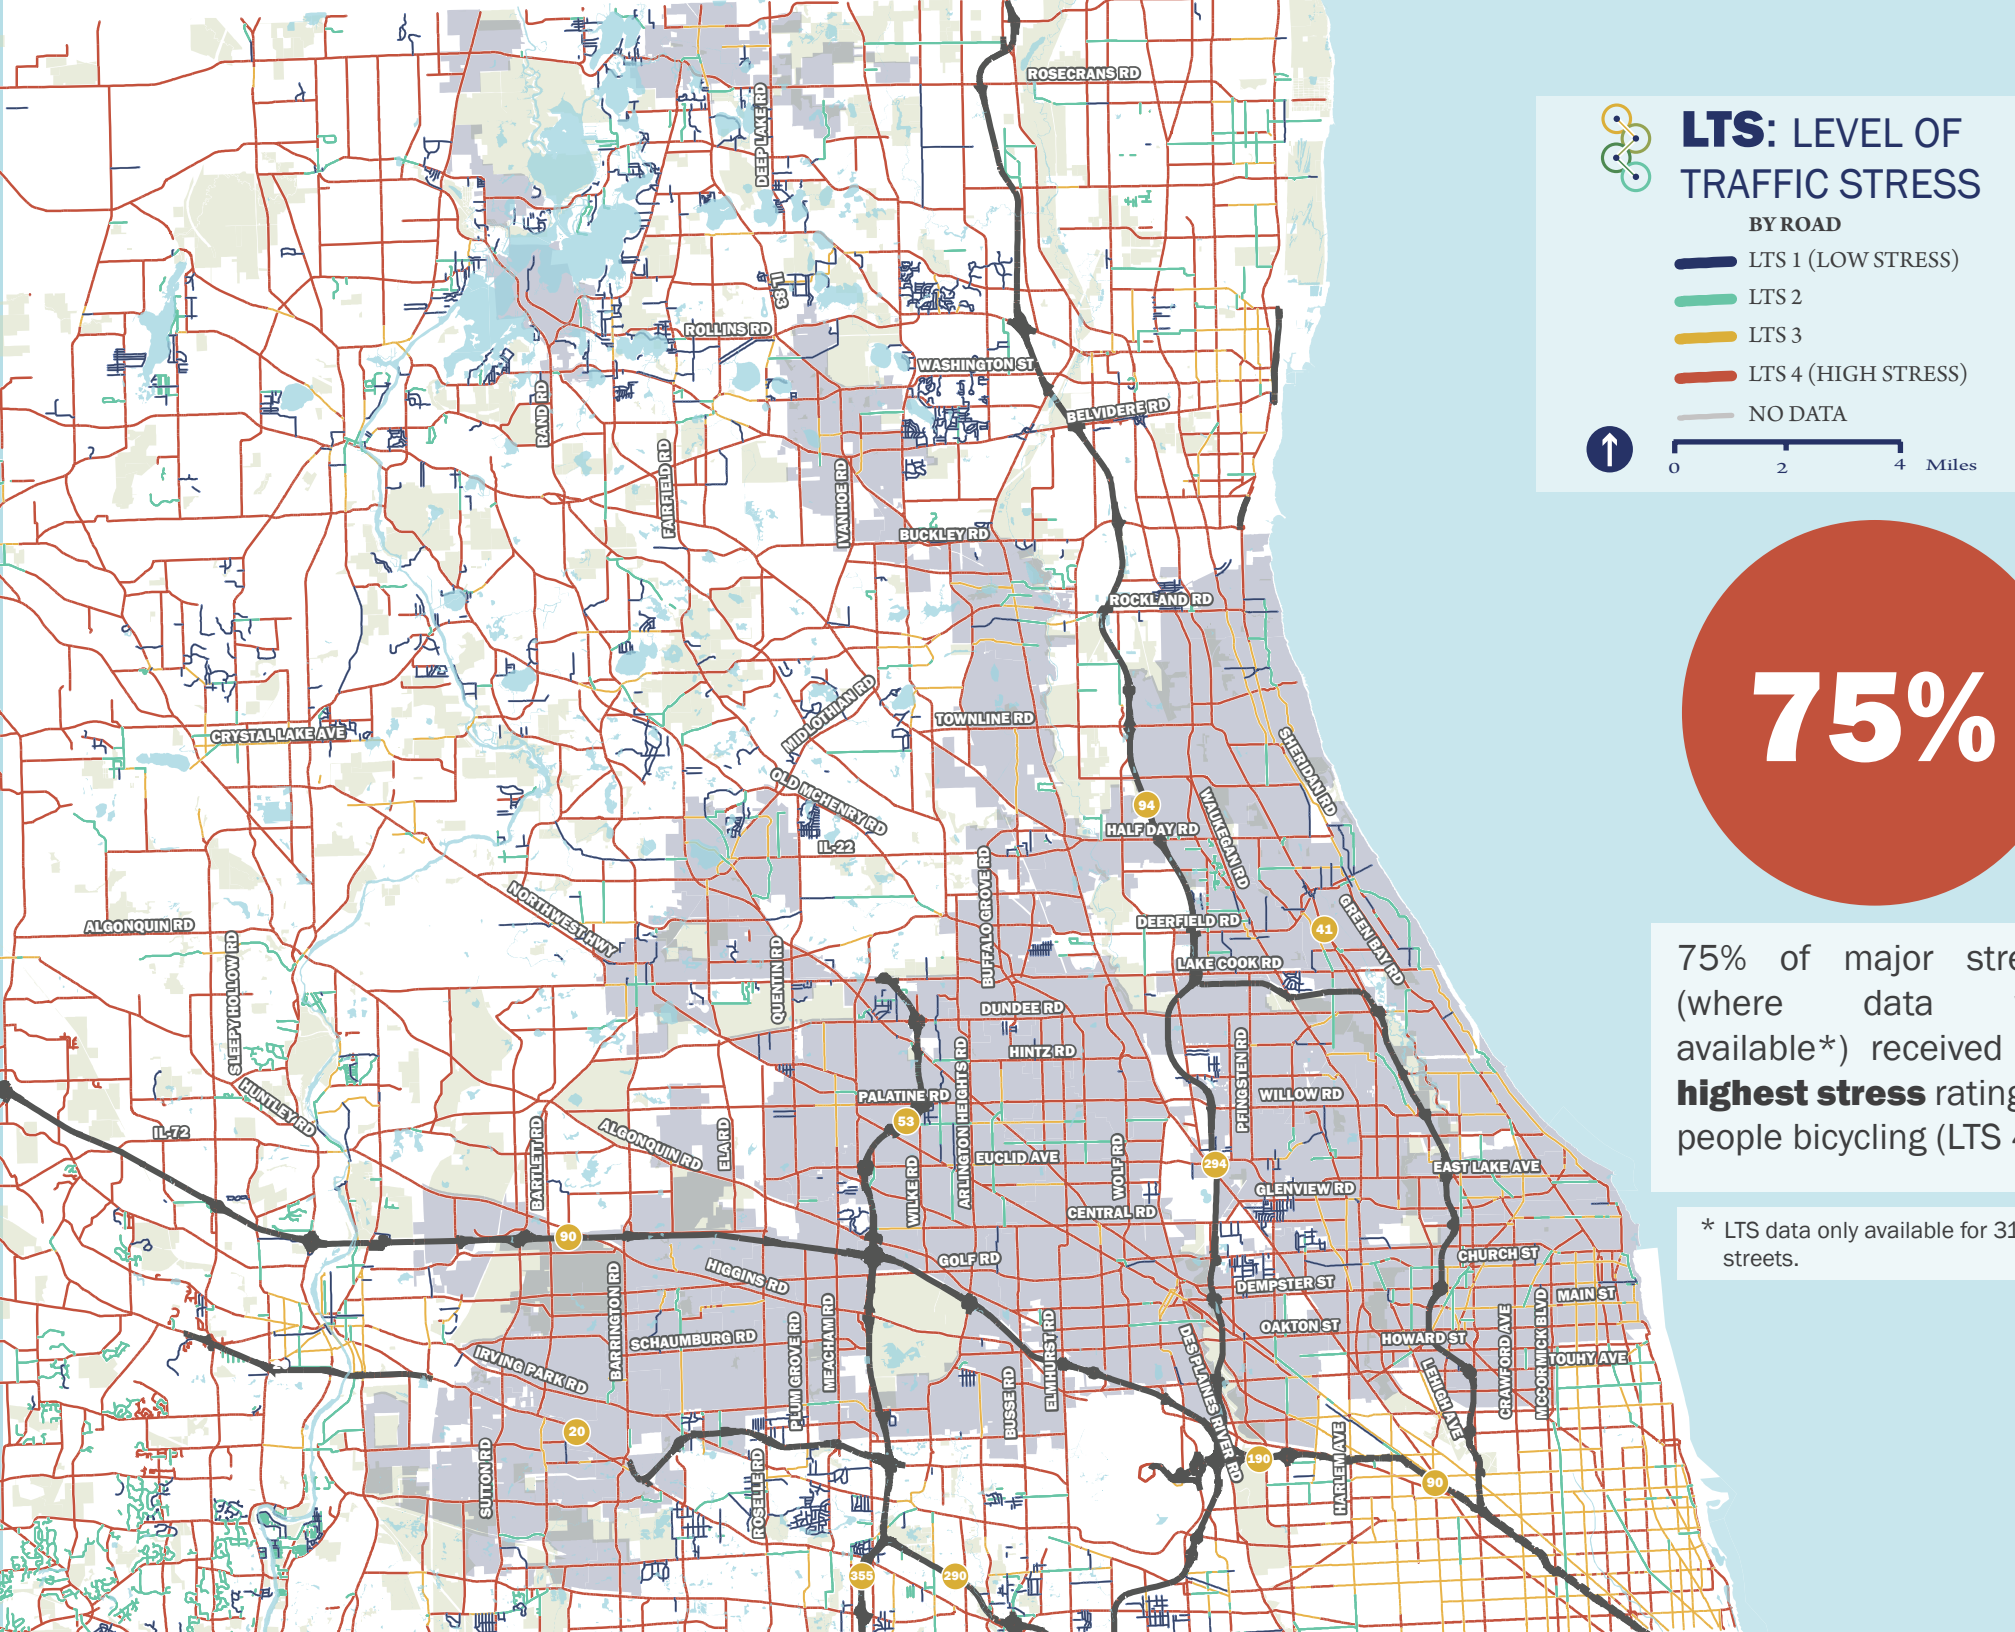 LTS: LEVEL OF
TRAFFIC STRESS
BY ROAD
LTS 1 (LOW STRESS)
LTS 2
LTS 3
LTS 4 (HIGH STRESS)
NO DATA
0 2 4 Miles
75%
75% of major stre
(where data
available*) received
highest stress rating
people bicycling (LTS
* LTS data only available for 31
streets.
ROSECRANS RD
DEEP LAKE RD
IL 83
ROLLINS RD
WASHINGTON ST
RAND RD
BELVIDERE RD
FAIRFIELD RD
IVANHOE RD
BUCKLEY RD
ROCKLAND RD
MIDLOTHIAN RD
TOWNLINE RD
CRYSTAL LAKE AVE
SHERIDAN RD
OLD MCHENRY RD
94
WAUKEGAN RD
HALF DAY RD
IL-22
BUFFALO GROVE RD
NORTHWEST HWY
ALGONQUIN RD
DEERFIELD RD
41
GREEN BAY RD
SLEEPY HOLLOW RD
QUENTIN RD
LAKE COOK RD
DUNDEE RD
HINTZ RD
PFINGSTEN RD
HUNTLEY RD
PALATINE RD
ARLINGTON HEIGHTS RD
WILLOW RD
53
IL-72
BARTLETT RD
ALGONQUIN RD
ELA RD
EUCLID AVE
WOLF RD
294
EAST LAKE AVE
WILKE RD
GLENVIEW RD
CENTRAL RD
90
GOLF RD
CHURCH ST
HIGGINS RD
DEMPSTER ST
BARRINGTON RD
MAIN ST
PLUM GROVE RD
MEACHAM RD
SCHAUMBURG RD
ELMHURST RD
OAKTON ST
HOWARD ST
CRAWFORD AVE
MCCORMICK BLVD
IRVING PARK RD
DES PLAINES RIVER RD
TOUHY AVE
LEHIGH AVE
BUSSE RD
20
SUTTON RD
ROSELLE RD
HARLEM AVE
190
90
355
290